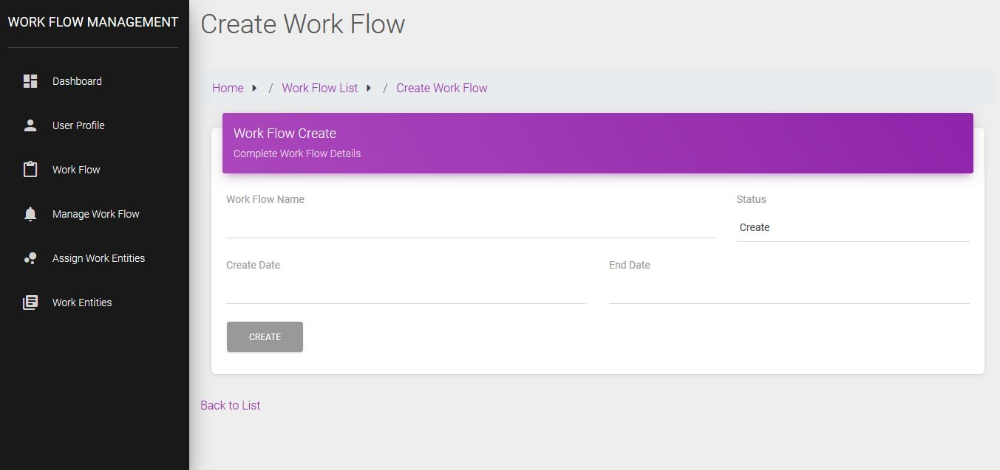 WORK FLOW MANAGEMENT
Dashboard
User Profile
Work Flow
Manage Work Flow
Assign Work Entities
Work Entities
Create Work Flow
Home / Work Flow List / Create Work Flow
Work Flow Create
Complete Work Flow Details
Work Flow Name Status
Create
Create Date End Date
CREATE
Back to List